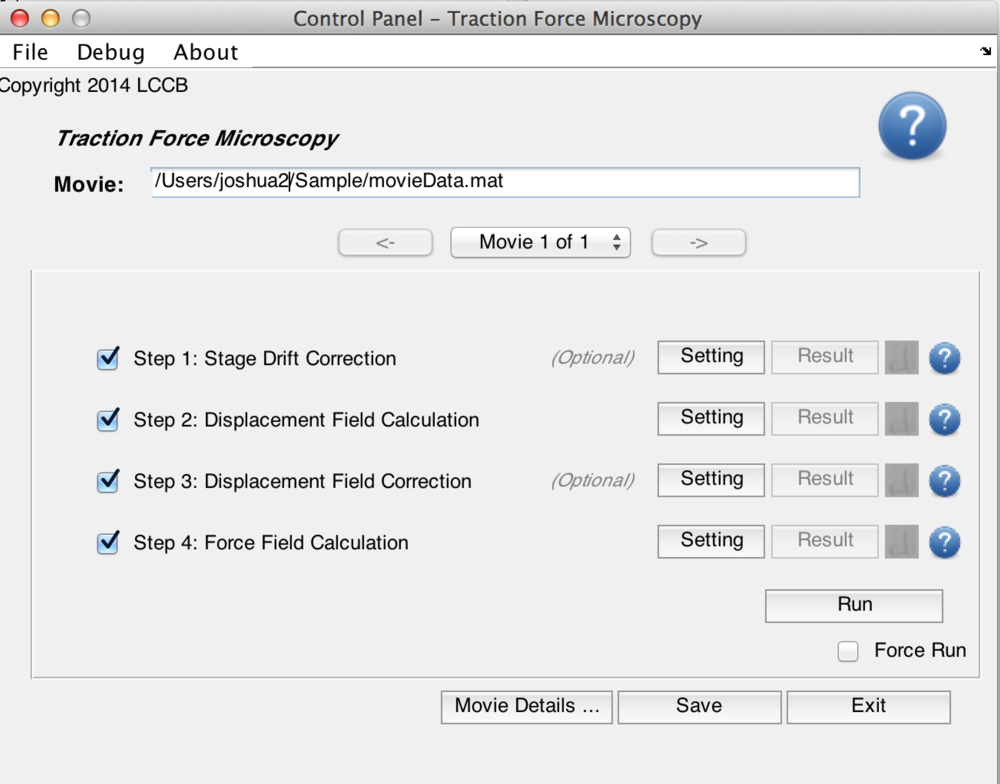 Control Panel – Traction Force Microscopy
File Debug About
Copyright 2014 LCCB
Traction Force Microscopy
?
Movie: /Users/joshua2/Sample/movieData.mat
<- Movie 1 of 1 ->
Step 1: Stage Drift Correction (Optional) Setting Result ?
Step 2: Displacement Field Calculation Setting Result ?
Step 3: Displacement Field Correction (Optional) Setting Result ?
Step 4: Force Field Calculation Setting Result ?
Run
Force Run
Movie Details ... Save Exit